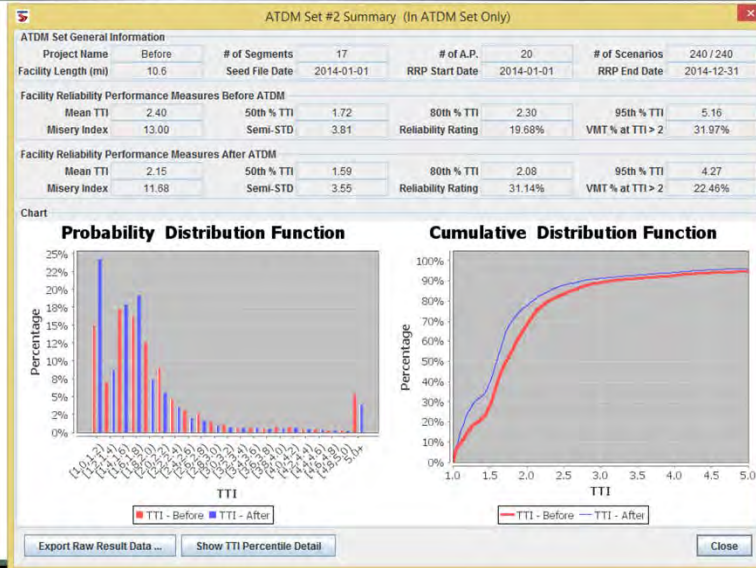 ATDM Set #2 Summary (In ATDM Set Only)
ATDM Set General Information
Project Name Before # of Segments 17 # of A.P. 20 # of Scenarios 240 / 240
Facility Length (mi) 10.6 Seed File Date 2014-01-01 RRP Start Date 2014-01-01 RRP End Date 2014-12-31
Facility Reliability Performance Measures Before ATDM
Mean TTI 2.40 50th % TTI 1.72 80th % TTI 2.30 95th % TTI 5.16
Misery Index 13.00 Semi-STD 3.81 Reliability Rating 19.68% VMT % at TTI > 2 31.97%
Facility Reliability Performance Measures After ATDM
Mean TTI 2.15 50th % TTI 1.59 80th % TTI 2.08 95th % TTI 4.27
Misery Index 11.68 Semi-STD 3.55 Reliability Rating 31.14% VMT % at TTI > 2 22.46%
Chart
Probability Distribution Function
25%
22%
20%
18%
15%
12%
10%
8%
5%
2%
0%
Percentage
TTI
TTI - Before TTI - After
Cumulative Distribution Function
100%
90%
80%
70%
60%
50%
40%
30%
20%
10%
0%
Percentage
1.0 1.5 2.0 2.5 3.0 3.5 4.0 4.5 5.0
TTI
TTI - Before TTI - After
Export Raw Result Data ... Show TTI Percentile Detail Close